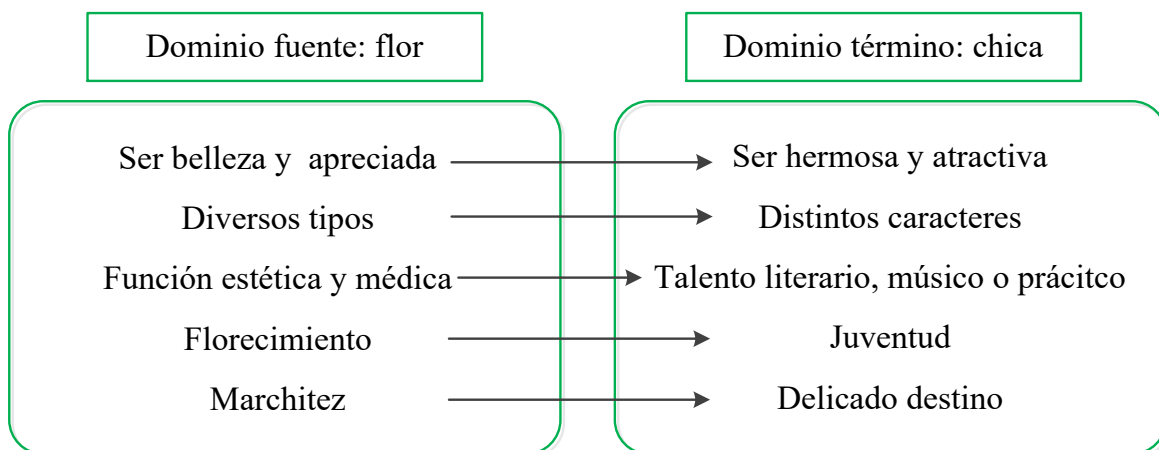 Dominio fuente: flor
Dominio término: chica
Ser belleza y apreciada
Ser hermosa y atractiva
Diversos tipos
Distintos caracteres
Función estética y médica
Talento literario, músico o prácitco
Florecimiento
Juventud
Marchitez
Delicado destino